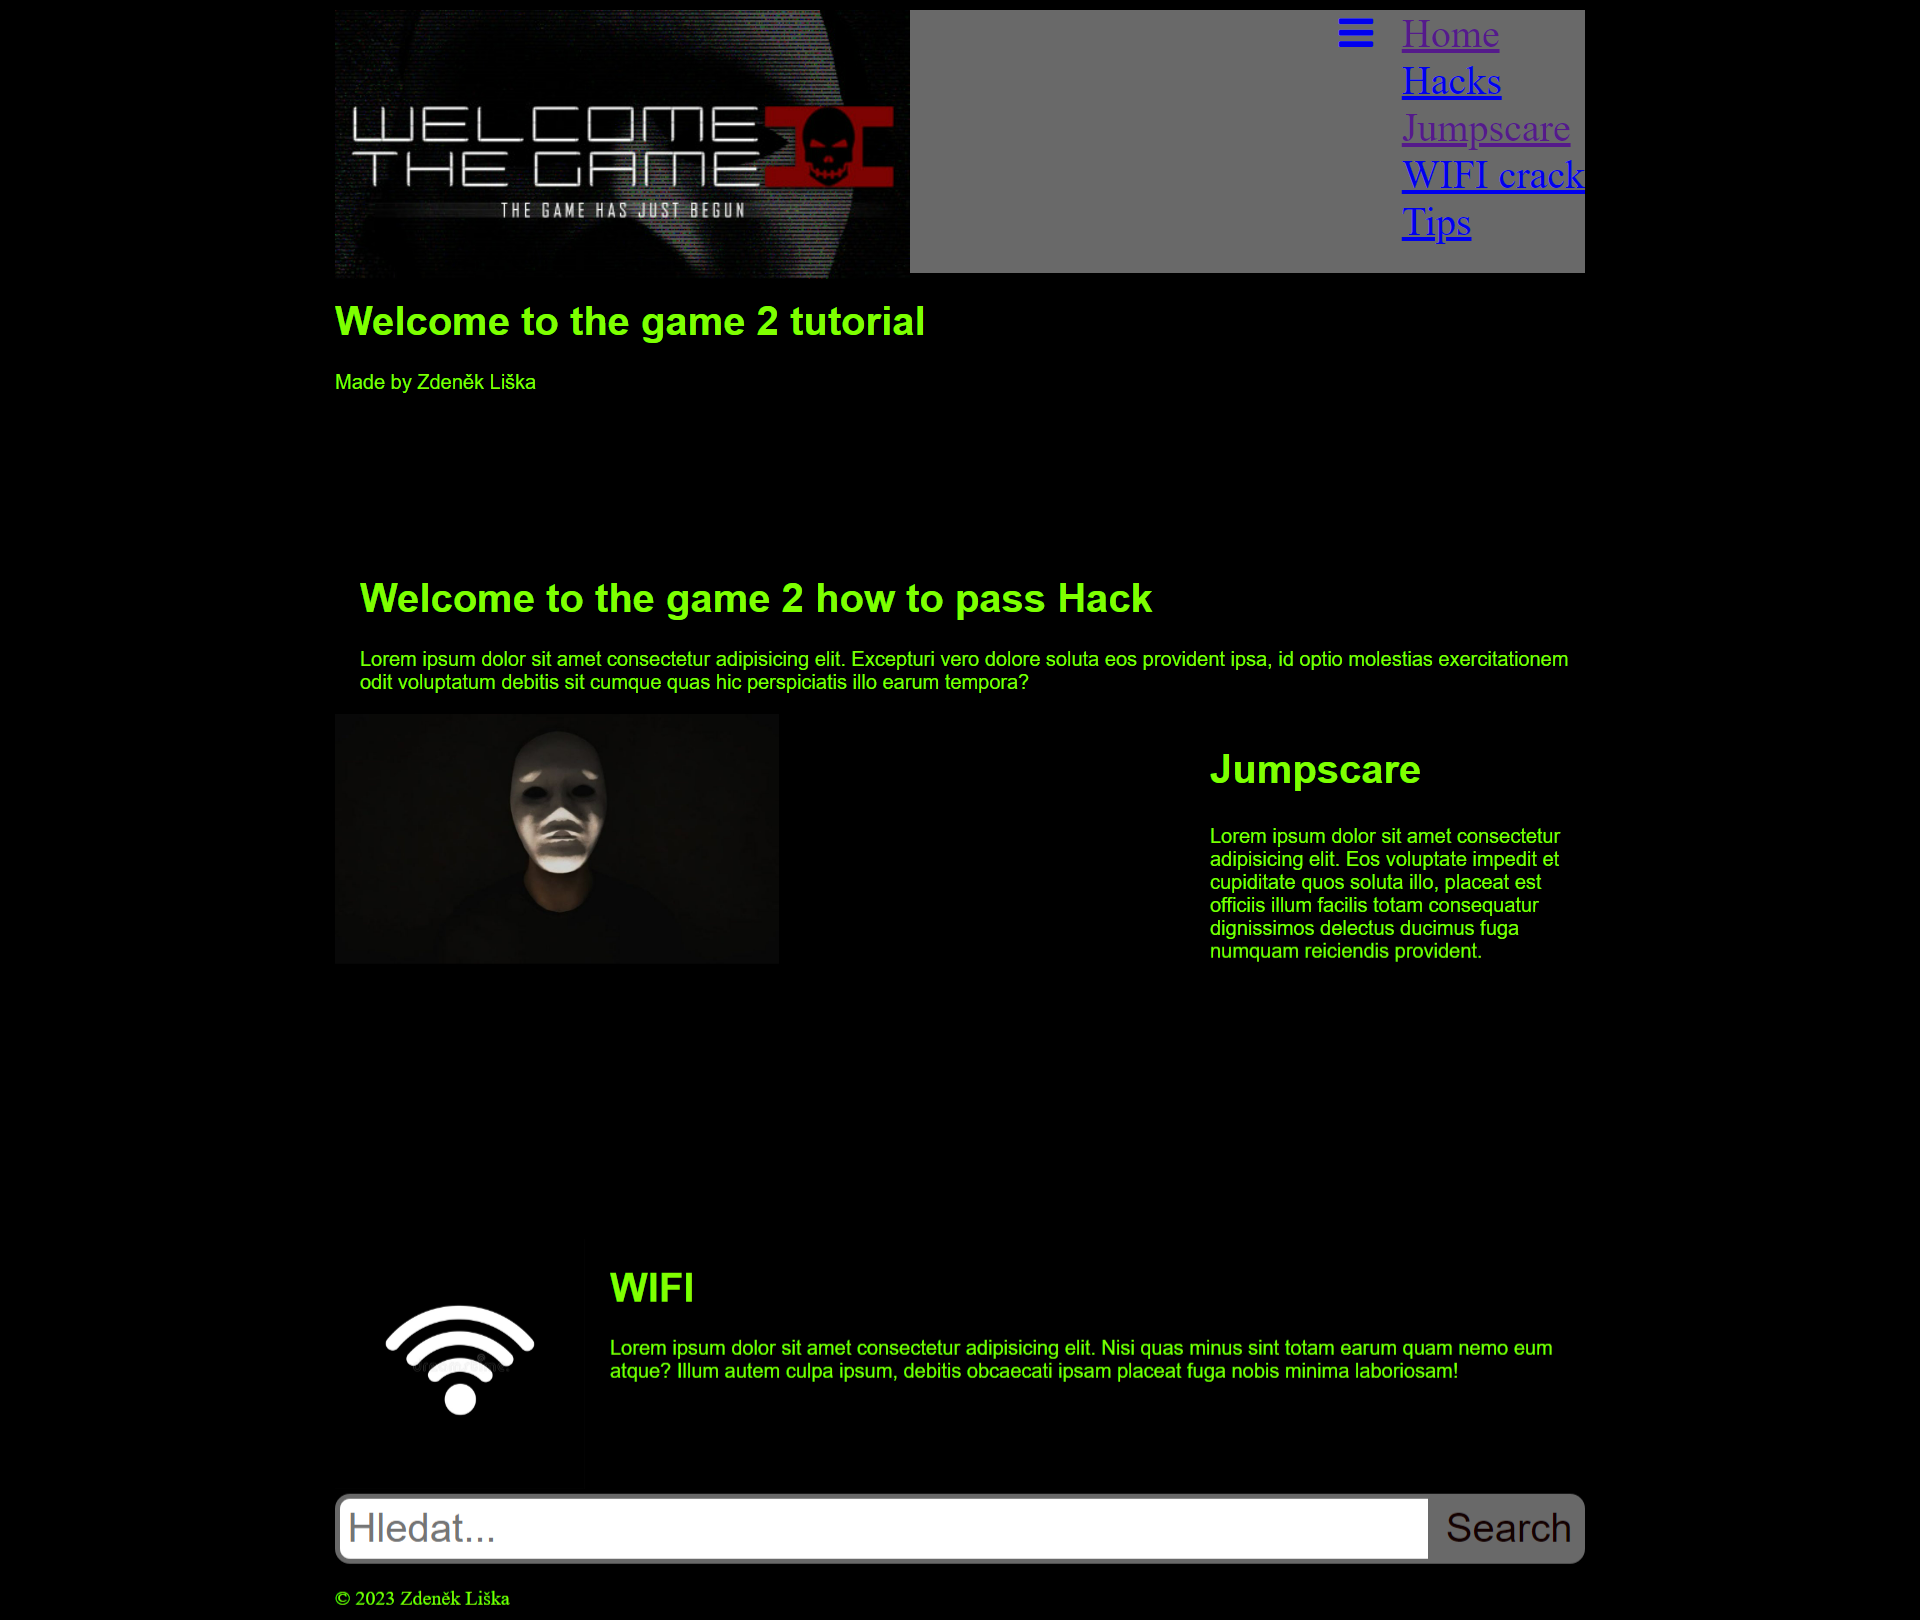 WELCOME
THE GAME II
THE GAME HAS JUST BEGUN
Home
Hacks
Jumpscare
WIFI crack
Tips
Welcome to the game 2 tutorial
Made by Zdeněk Liška
Welcome to the game 2 how to pass Hack
Lorem ipsum dolor sit amet consectetur adipisicing elit. Excepturi vero dolore soluta eos provident ipsa, id optio molestias exercitationem
odit voluptatum debitis sit cumque quas hic perspiciatis illo earum tempora?
Jumpscare
Lorem ipsum dolor sit amet consectetur
adipisicing elit. Eos voluptate impedit et
cupiditate quos soluta illo, placeat est
officiis illum facilis totam consequatur
dignissimos delectus ducimus fuga
numquam reiciendis provident.
WIFI
Lorem ipsum dolor sit amet consectetur adipisicing elit. Nisi quas minus sint totam earum quam nemo eum
atque? Illum autem culpa ipsum, debitis obcaecati ipsam placeat fuga nobis minima laboriosam!
Hledat...
Search
© 2023 Zdeněk Liška